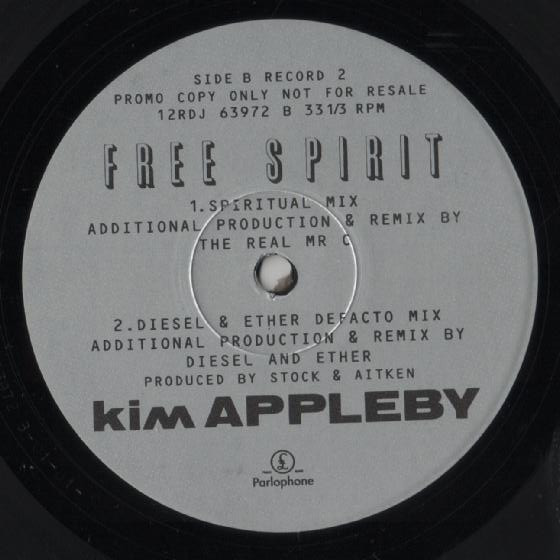 SIDE B RECORD 2
PROMO COPY ONLY NOT FOR RESALE
12RDJ 63972 B 331/3 RPM
FREE SPIRIT
1.SPIRITUAL MIX
ADDITIONAL PRODUCTION & REMIX BY
THE REAL MR C
2.DIESEL & ETHER DEFACTO MIX
ADDITIONAL PRODUCTION & REMIX BY
DIESEL AND ETHER
PRODUCED BY STOCK & AITKEN
kim APPLEBY
£
Parlophone